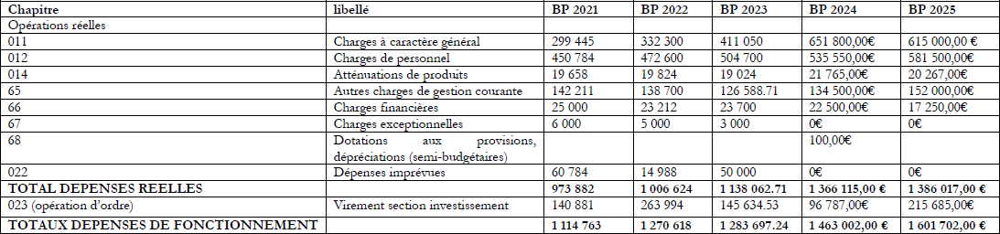 Chapitre libellé BP 2021 BP 2022 BP 2023 BP 2024 BP 2025
Opérations réelles
011 Charges à caractère général 299 445 332 300 411 050 651 800,00€ 615 000,00 €
012 Charges de personnel 450 784 472 600 504 700 535 550,00€ 581 500,00€
014 Atténuations de produits 19 658 19 824 19 024 21 765,00€ 20 267,00€
65 Autres charges de gestion courante 142 211 138 700 126 588.71 134 500,00€ 152 000,00€
66 Charges financières 25 000 23 212 23 700 22 500,00€ 17 250,00€
67 Charges exceptionnelles 6 000 5 000 3 000 0€ 0€
68 Dotations aux provisions, 100,00€
dépréciations (semi-budgétaires)
022 Dépenses imprévues 60 784 14 988 50 000 0€ 0€
TOTAL DEPENSES REELLES 973 882 1 006 624 1 138 062.71 1 366 115,00 € 1 386 017,00 €
023 (opération d’ordre) Virement section investissement 140 881 263 994 145 634.53 96 787,00€ 215 685,00€
TOTAUX DEPENSES DE FONCTIONNEMENT 1 114 763 1 270 618 1 283 697.24 1 463 002,00 € 1 601 702,00 €